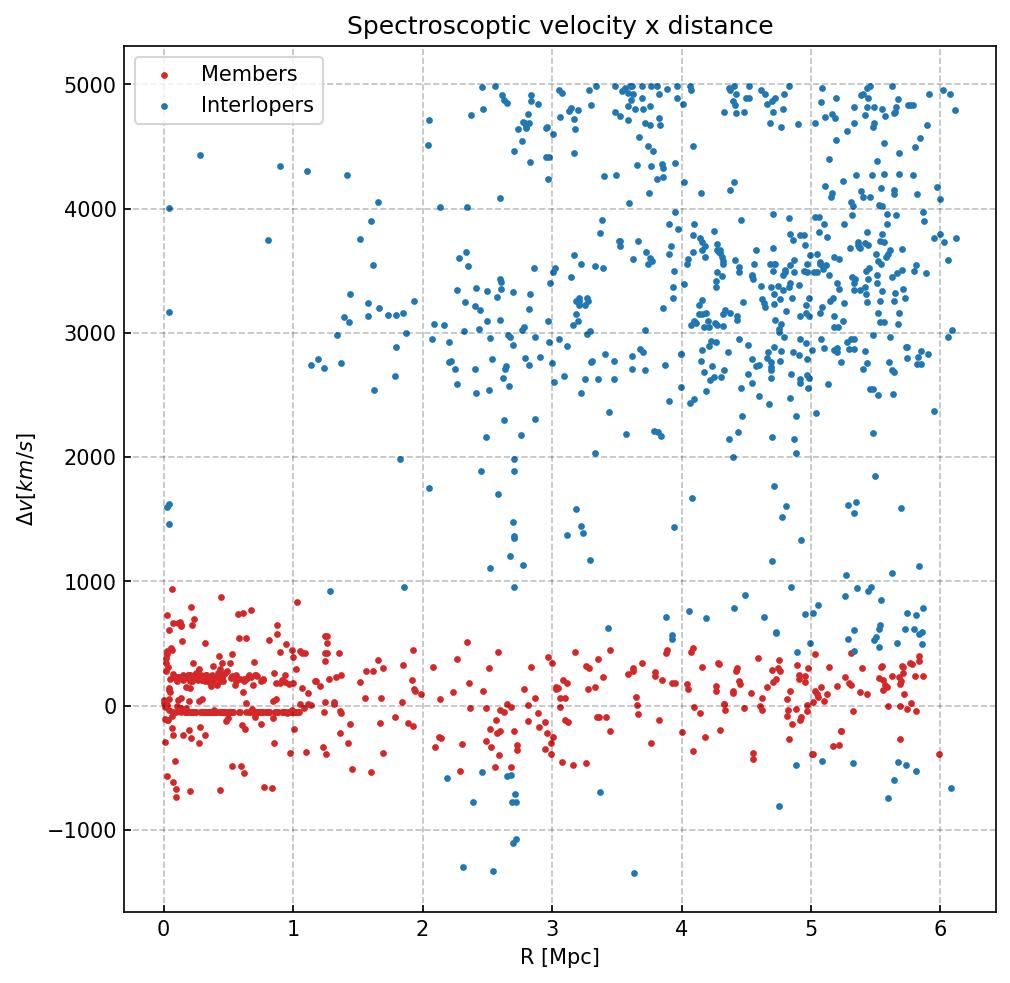 Spectroscoptic velocity x distance
Members
Interlopers
5000
4000
3000
2000
1000
0
−1000
Δv[km/s]
0 1 2 3 4 5 6
R [Mpc]